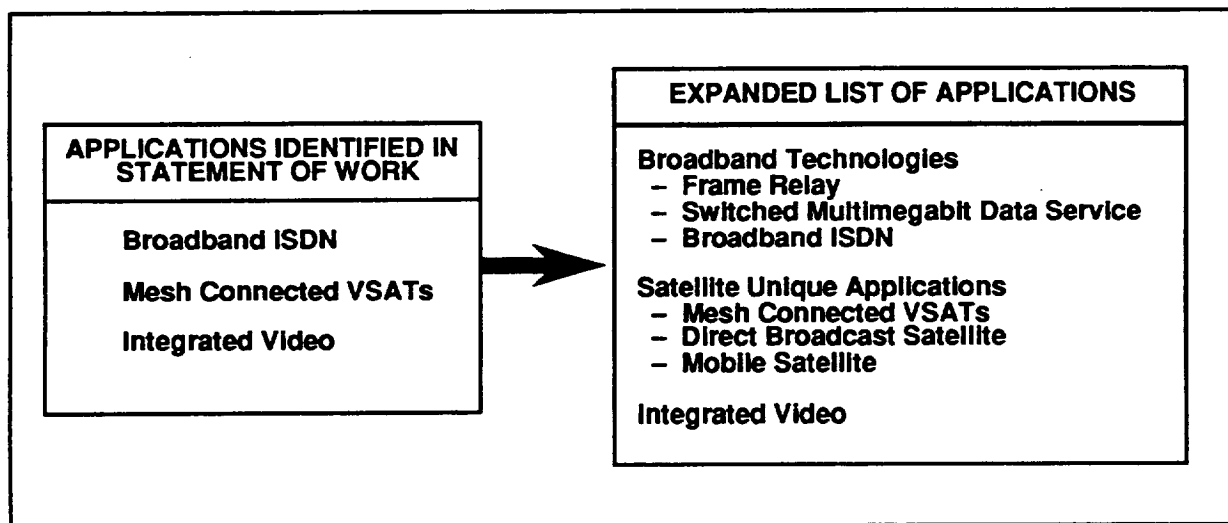 APPLICATIONS IDENTIFIED IN
STATEMENT OF WORK
Broadband ISDN
Mesh Connected VSATs
Integrated Video
EXPANDED LIST OF APPLICATIONS
Broadband Technologies
– Frame Relay
– Switched Multimegabit Data Service
– Broadband ISDN
Satellite Unique Applications
– Mesh Connected VSATs
– Direct Broadcast Satellite
– Mobile Satellite
Integrated Video